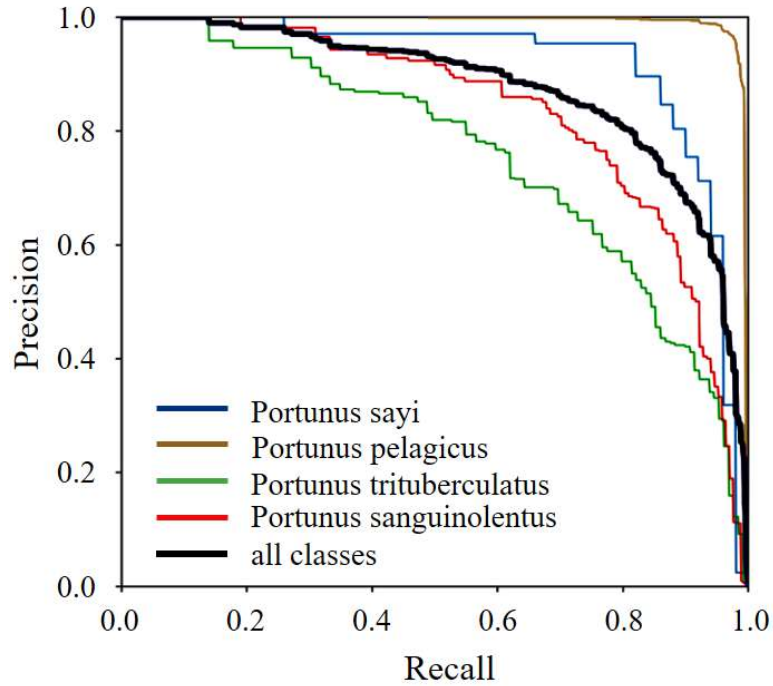 1.0
0.8
0.6
0.4
0.2
0.0
Precision
Portunus sayi
Portunus pelagicus
Portunus trituberculatus
Portunus sanguinolentus
all classes
0.0 0.2 0.4 0.6 0.8 1.0
Recall